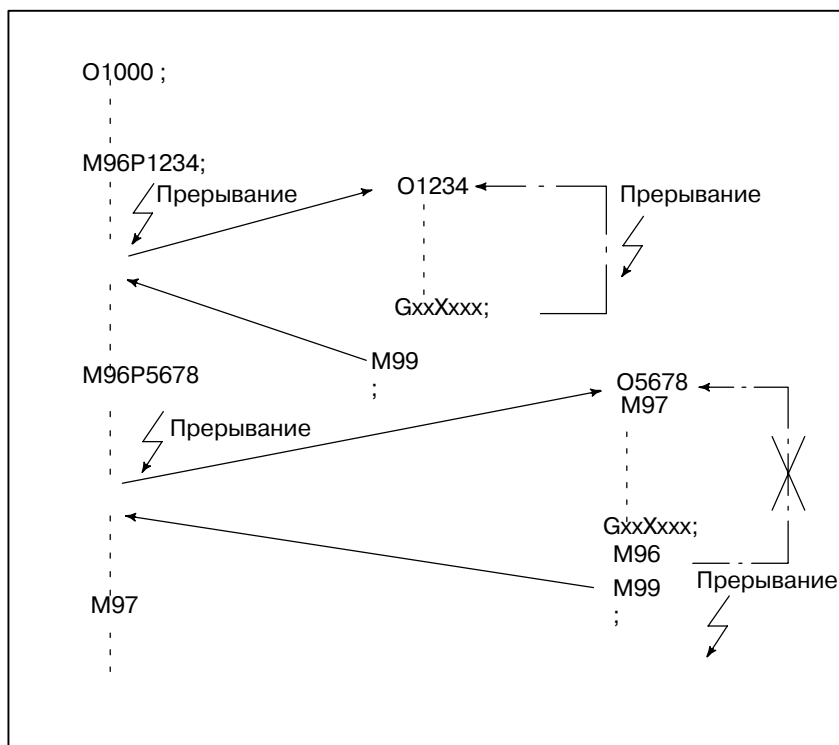 O1000 ;
M96P1234;
Прерывание
O1234
Прерывание
GxxXxxx;
M99
;
M96P5678
O5678
M97
Прерывание
GxxXxxx;
M96
M99
;
Прерывание
M97